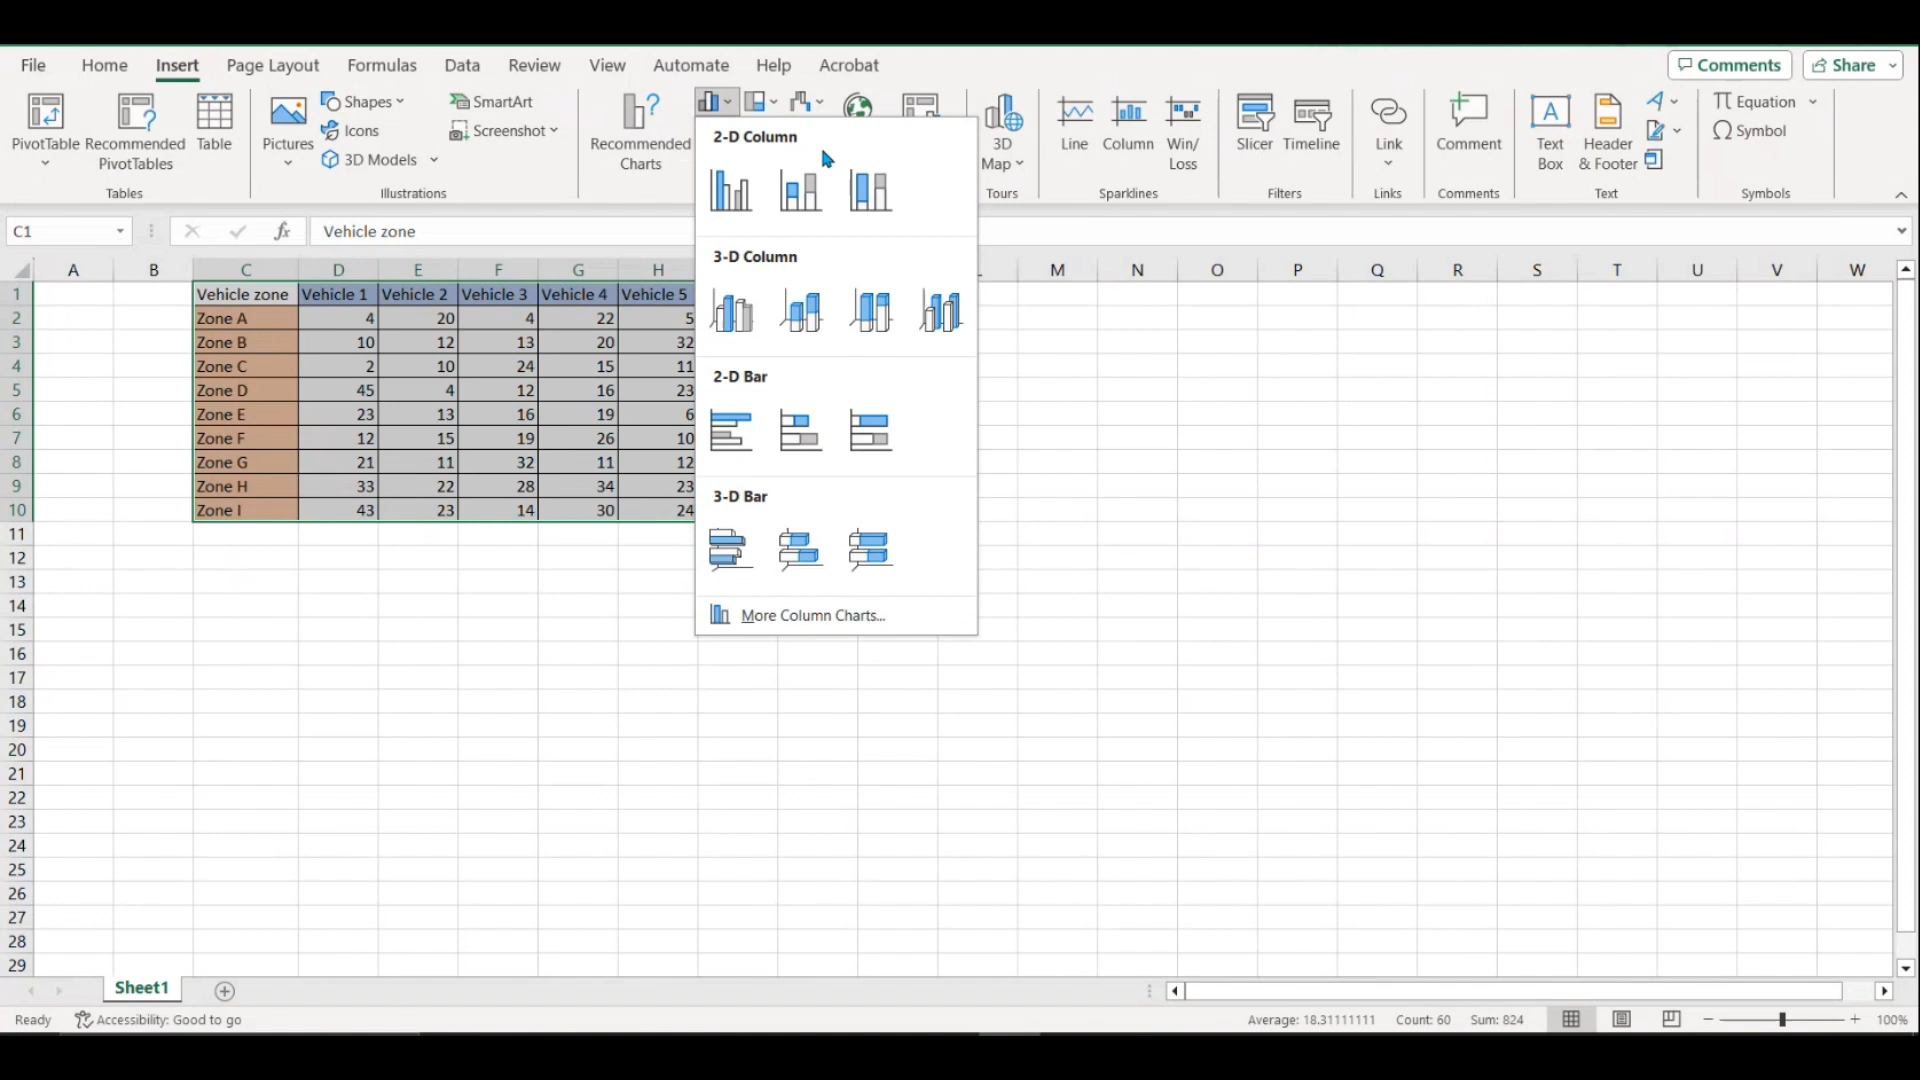 File Home Insert Page Layout Formulas Data Review View Automate Help Acrobat Comments Share
PivotTable Recommended PivotTables Table
Tables
Pictures Shapes Icons 3D Models SmartArt Screenshot
Illustrations
Recommended Charts
3D Map
Tours
Line Column Win/Loss
Sparklines
Slicer Timeline
Filters
Link
Links
Comment
Comments
Text Box Header & Footer
Text
Equation
Symbol
Symbols
2-D Column
3-D Column
2-D Bar
3-D Bar
More Column Charts...
C1 fx Vehicle zone
A B C D E F G H L M N O P Q R S T U V W
1 Vehicle zone Vehicle 1 Vehicle 2 Vehicle 3 Vehicle 4 Vehicle 5
2 Zone A 4 20 4 22 5
3 Zone B 10 12 13 20 32
4 Zone C 2 10 24 15 11
5 Zone D 45 4 12 16 23
6 Zone E 23 13 16 19 6
7 Zone F 12 15 19 26 10
8 Zone G 21 11 32 11 12
9 Zone H 33 22 28 34 23
10 Zone I 43 23 14 30 24
11
12
13
14
15
16
17
18
19
20
21
22
23
24
25
26
27
28
29
Sheet1
Ready Accessibility: Good to go Average: 18.31111111 Count: 60 Sum: 824 100%